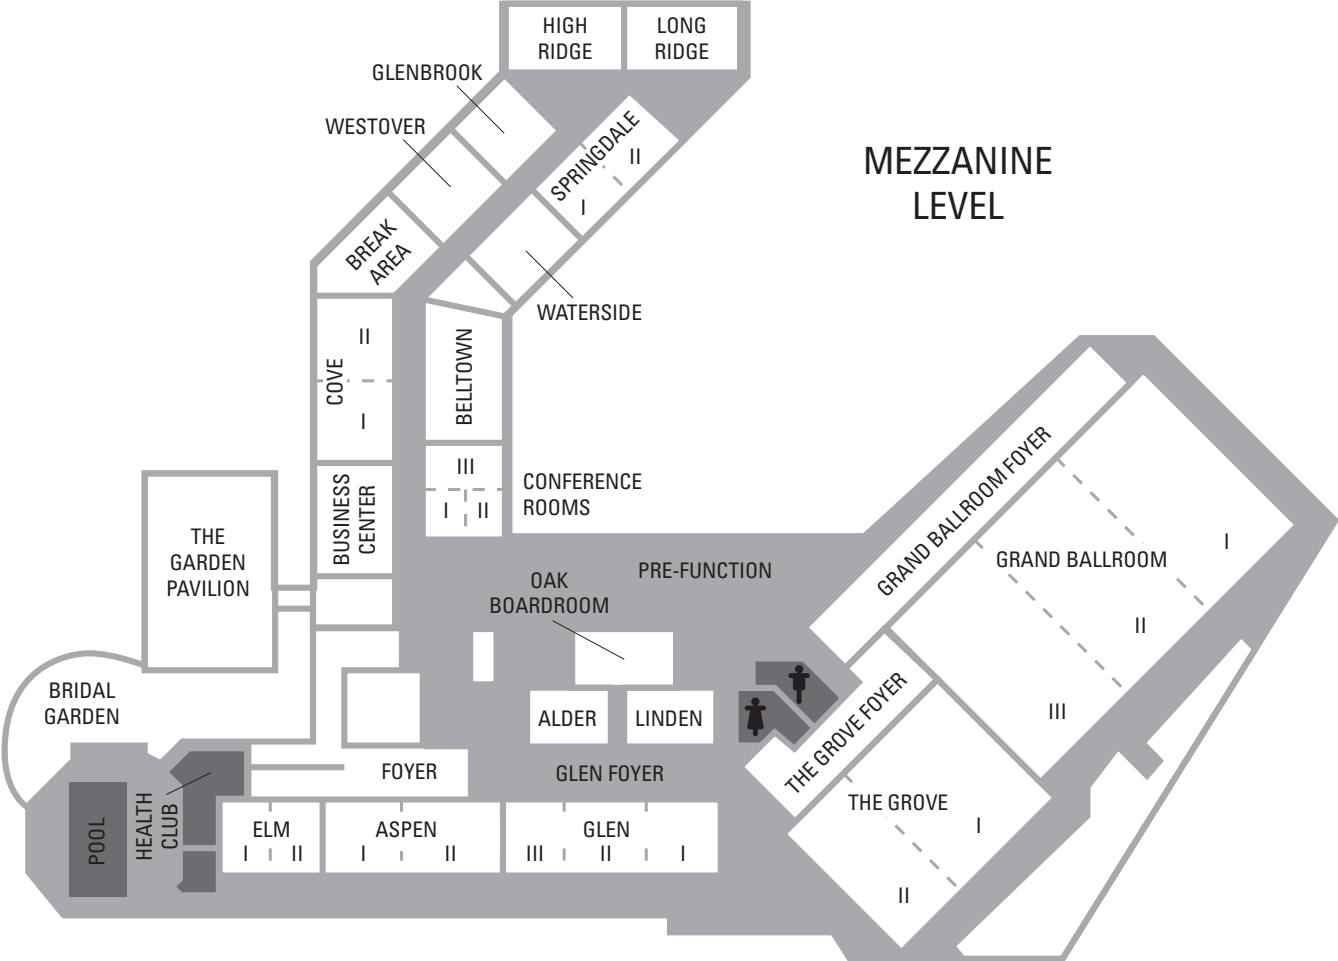 HIGH
RIDGE
LONG
RIDGE
GLENBROOK
WESTOVER
SPRINGDALE
II
I
BREAK
AREA
WATERSIDE
MEZZANINE
LEVEL
COVE
II
I
BELLTOWN
III
I
II
CONFERENCE
ROOMS
BUSINESS
CENTER
THE
GARDEN
PAVILION
PRE-FUNCTION
OAK
BOARDROOM
GRAND BALLROOM FOYER
GRAND BALLROOM
I
II
III
BRIDAL
GARDEN
ALDER
LINDEN
THE GROVE FOYER
FOYER
GLEN FOYER
THE GROVE
I
II
POOL
HEALTH
CLUB
ELM
I
II
ASPEN
I
II
GLEN
III
II
I